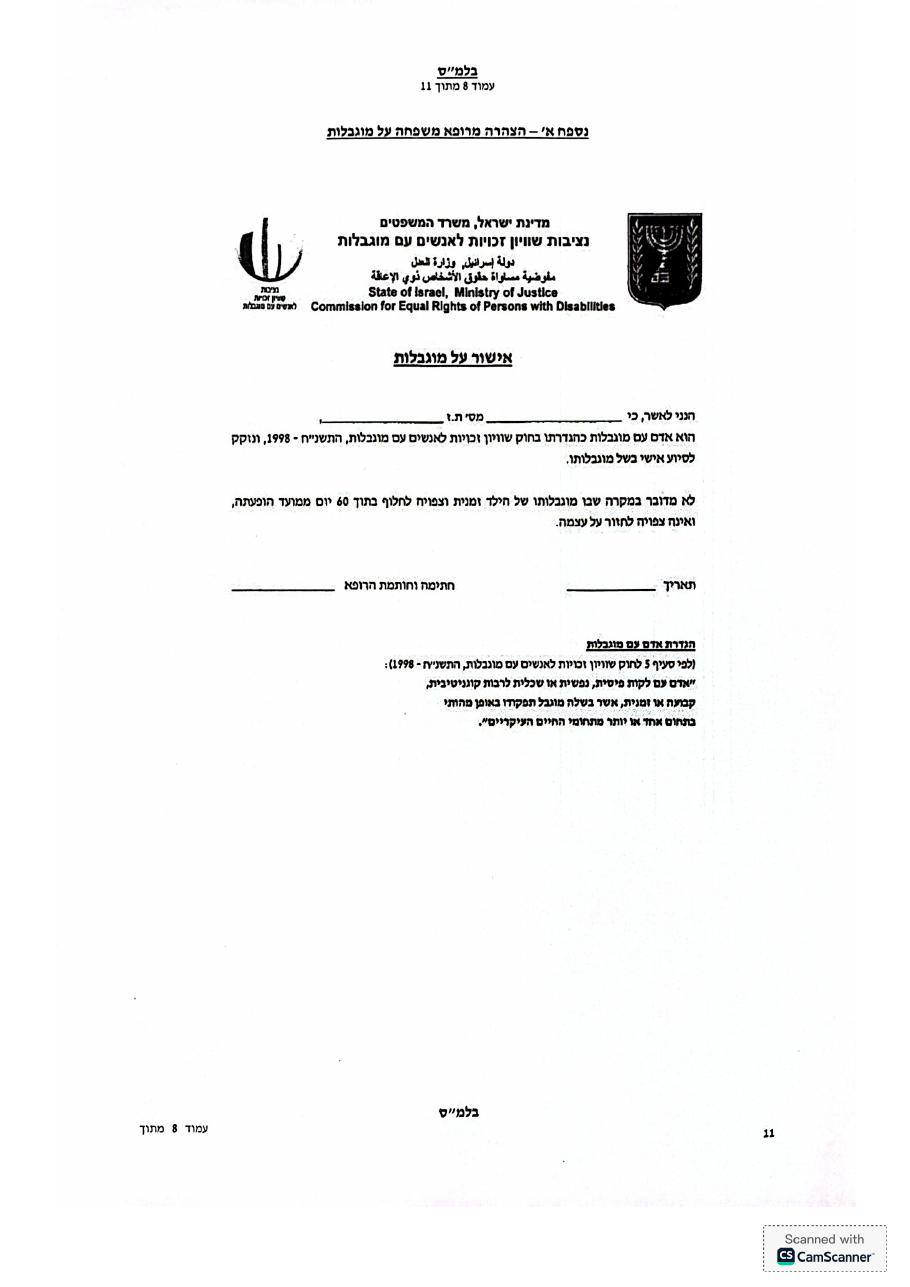 בלמ"ס
עמוד 8 מתוך 11
נספח א' – הצהרה מרופא משפחה על מוגבלות
מדינת ישראל, משרד המשפטים
נציבות שוויון זכויות לאנשים עם מוגבלות
دولة إسرائيل, وزارة العدل
مفوضية مساواة حقوق الأشخاص ذوي الإعاقة
State of Israel, Ministry of Justice
Commission for Equal Rights of Persons with Disabilities
נציבות
שוויון זכויות
לאנשים עם מוגבלות
אישור על מוגבלות
הנני לאשר, כי ____________________ מס' ת.ז __________________,
הוא אדם עם מוגבלות כהגדרתו בחוק שוויון זכויות לאנשים עם מוגבלות, התשנ"ח - 1998, ונזקק
לסיוע אישי בשל מוגבלותו.
לא מדובר במקרה שבו מוגבלותו של הילד זמנית וצפויה לחלוף בתוך 60 יום ממועד הופעתה,
ואינה צפויה לחזור על עצמה.
תאריך _____________ חתימה וחותמת הרופא _______________
הגדרת אדם עם מוגבלות
(לפי סעיף 5 לחוק שוויון זכויות לאנשים עם מוגבלות, התשנ"ח - 1998):
"אדם עם לקות פיסית, נפשית או שכלית לרבות קוגניטיבית,
קבועה או זמנית, אשר בשלה מוגבל תפקודו באופן מהותי
בתחום אחד או יותר מתחומי החיים העיקריים".
בלמ"ס
עמוד 8 מתוך
11
Scanned with
CS CamScanner